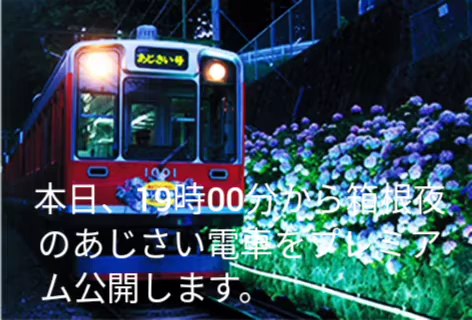 あじさい号
1001
本日、19時00分から箱根夜
のあじさい電車をプレミア
ム公開します。